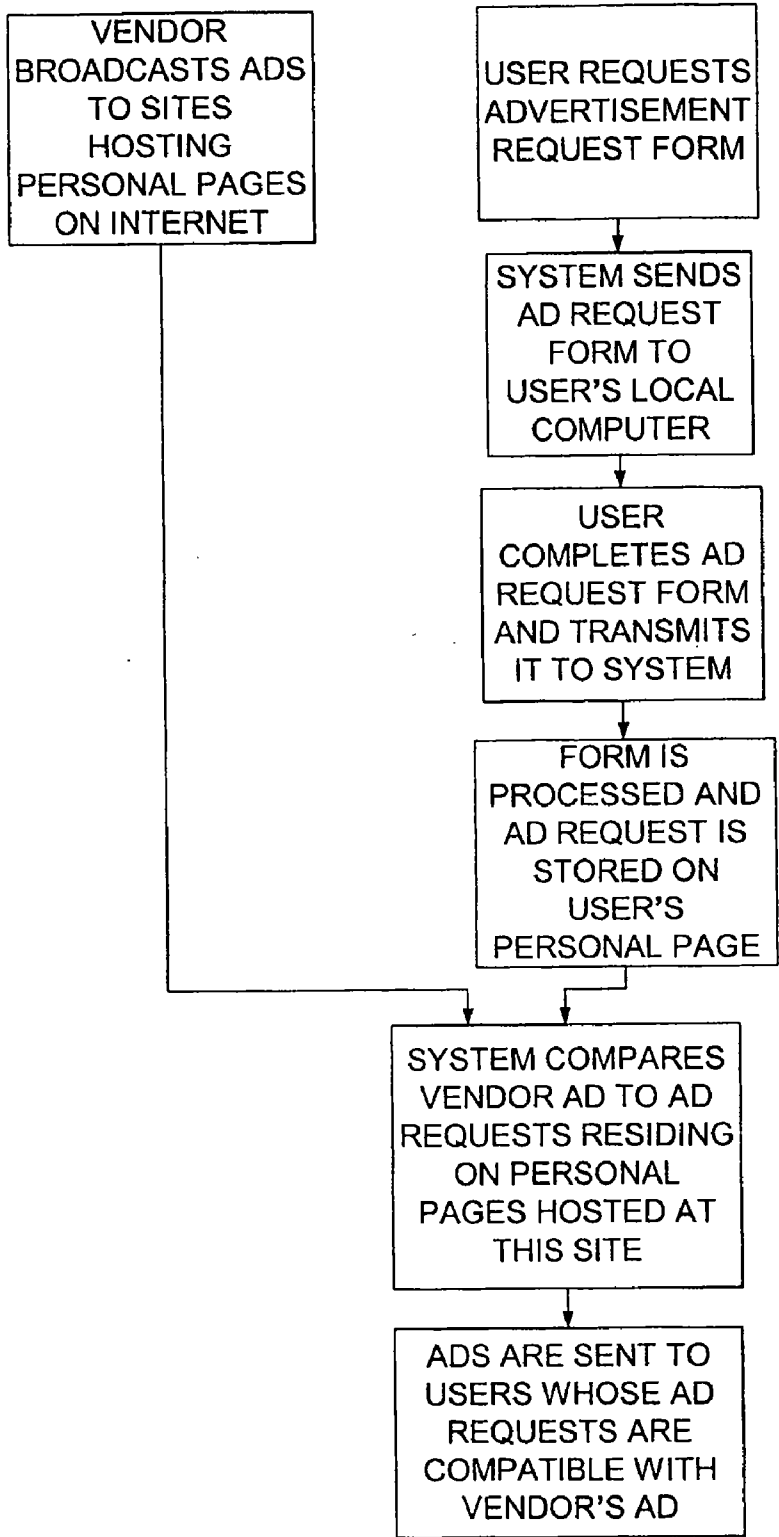 VENDOR
BROADCASTS ADS
TO SITES
HOSTING
PERSONAL PAGES
ON INTERNET
USER REQUESTS
ADVERTISEMENT
REQUEST FORM
SYSTEM SENDS
AD REQUEST
FORM TO
USER'S LOCAL
COMPUTER
USER
COMPLETES AD
REQUEST FORM
AND TRANSMITS
IT TO SYSTEM
FORM IS
PROCESSED AND
AD REQUEST IS
STORED ON
USER'S
PERSONAL PAGE
SYSTEM COMPARES
VENDOR AD TO AD
REQUESTS RESIDING
ON PERSONAL
PAGES HOSTED AT
THIS SITE
ADS ARE SENT TO
USERS WHOSE AD
REQUESTS ARE
COMPATIBLE WITH
VENDOR'S AD